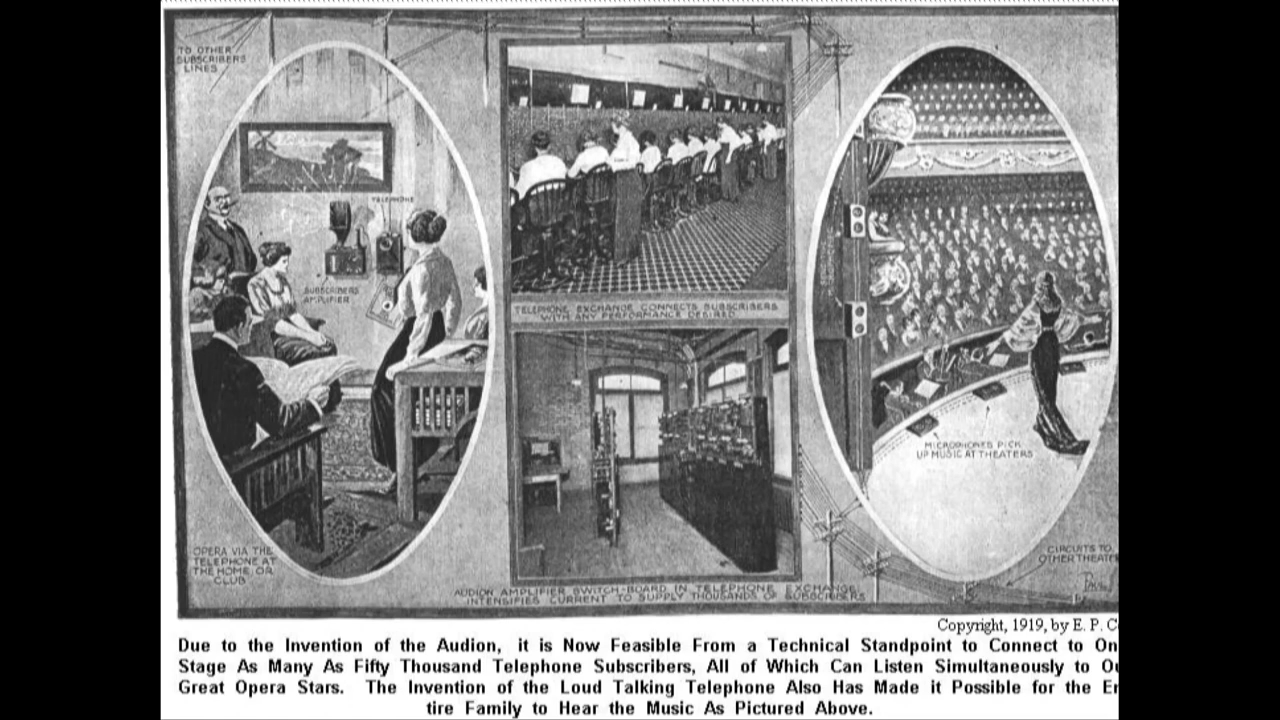 TO OTHER
SUBSCRIBERS
LINES
TELEPHONE
SUBSCRIBERS
AMPLIFIER
OPERA VIA THE
TELEPHONE AT
THE HOME OR
CLUB
TELEPHONE EXCHANGE CONNECTS SUBSCRIBERS
WITH ANY PERFORMANCE DESIRED
AUDION AMPLIFIER SWITCH-BOARD IN TELEPHONE EXCHANGE
INTENSIFIES CURRENT TO SUPPLY THOUSANDS OF SUBSCRIBERS
MICROPHONES PICK
UP MUSIC AT THEATERS
CIRCUITS TO
OTHER THEATE
Copyright, 1919, by E. P. C
Due to the Invention of the Audion, it is Now Feasible From a Technical Standpoint to Connect to On
Stage As Many As Fifty Thousand Telephone Subscribers, All of Which Can Listen Simultaneously to Ou
Great Opera Stars. The Invention of the Loud Talking Telephone Also Has Made it Possible for the En
tire Family to Hear the Music As Pictured Above.